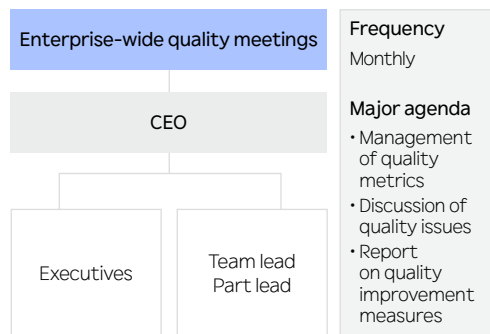 Enterprise-wide quality meetings
CEO
Executives
Team lead
Part lead
Frequency
Monthly
Major agenda
• Management
of quality
metrics
• Discussion of
quality issues
• Report
on quality
improvement
measures